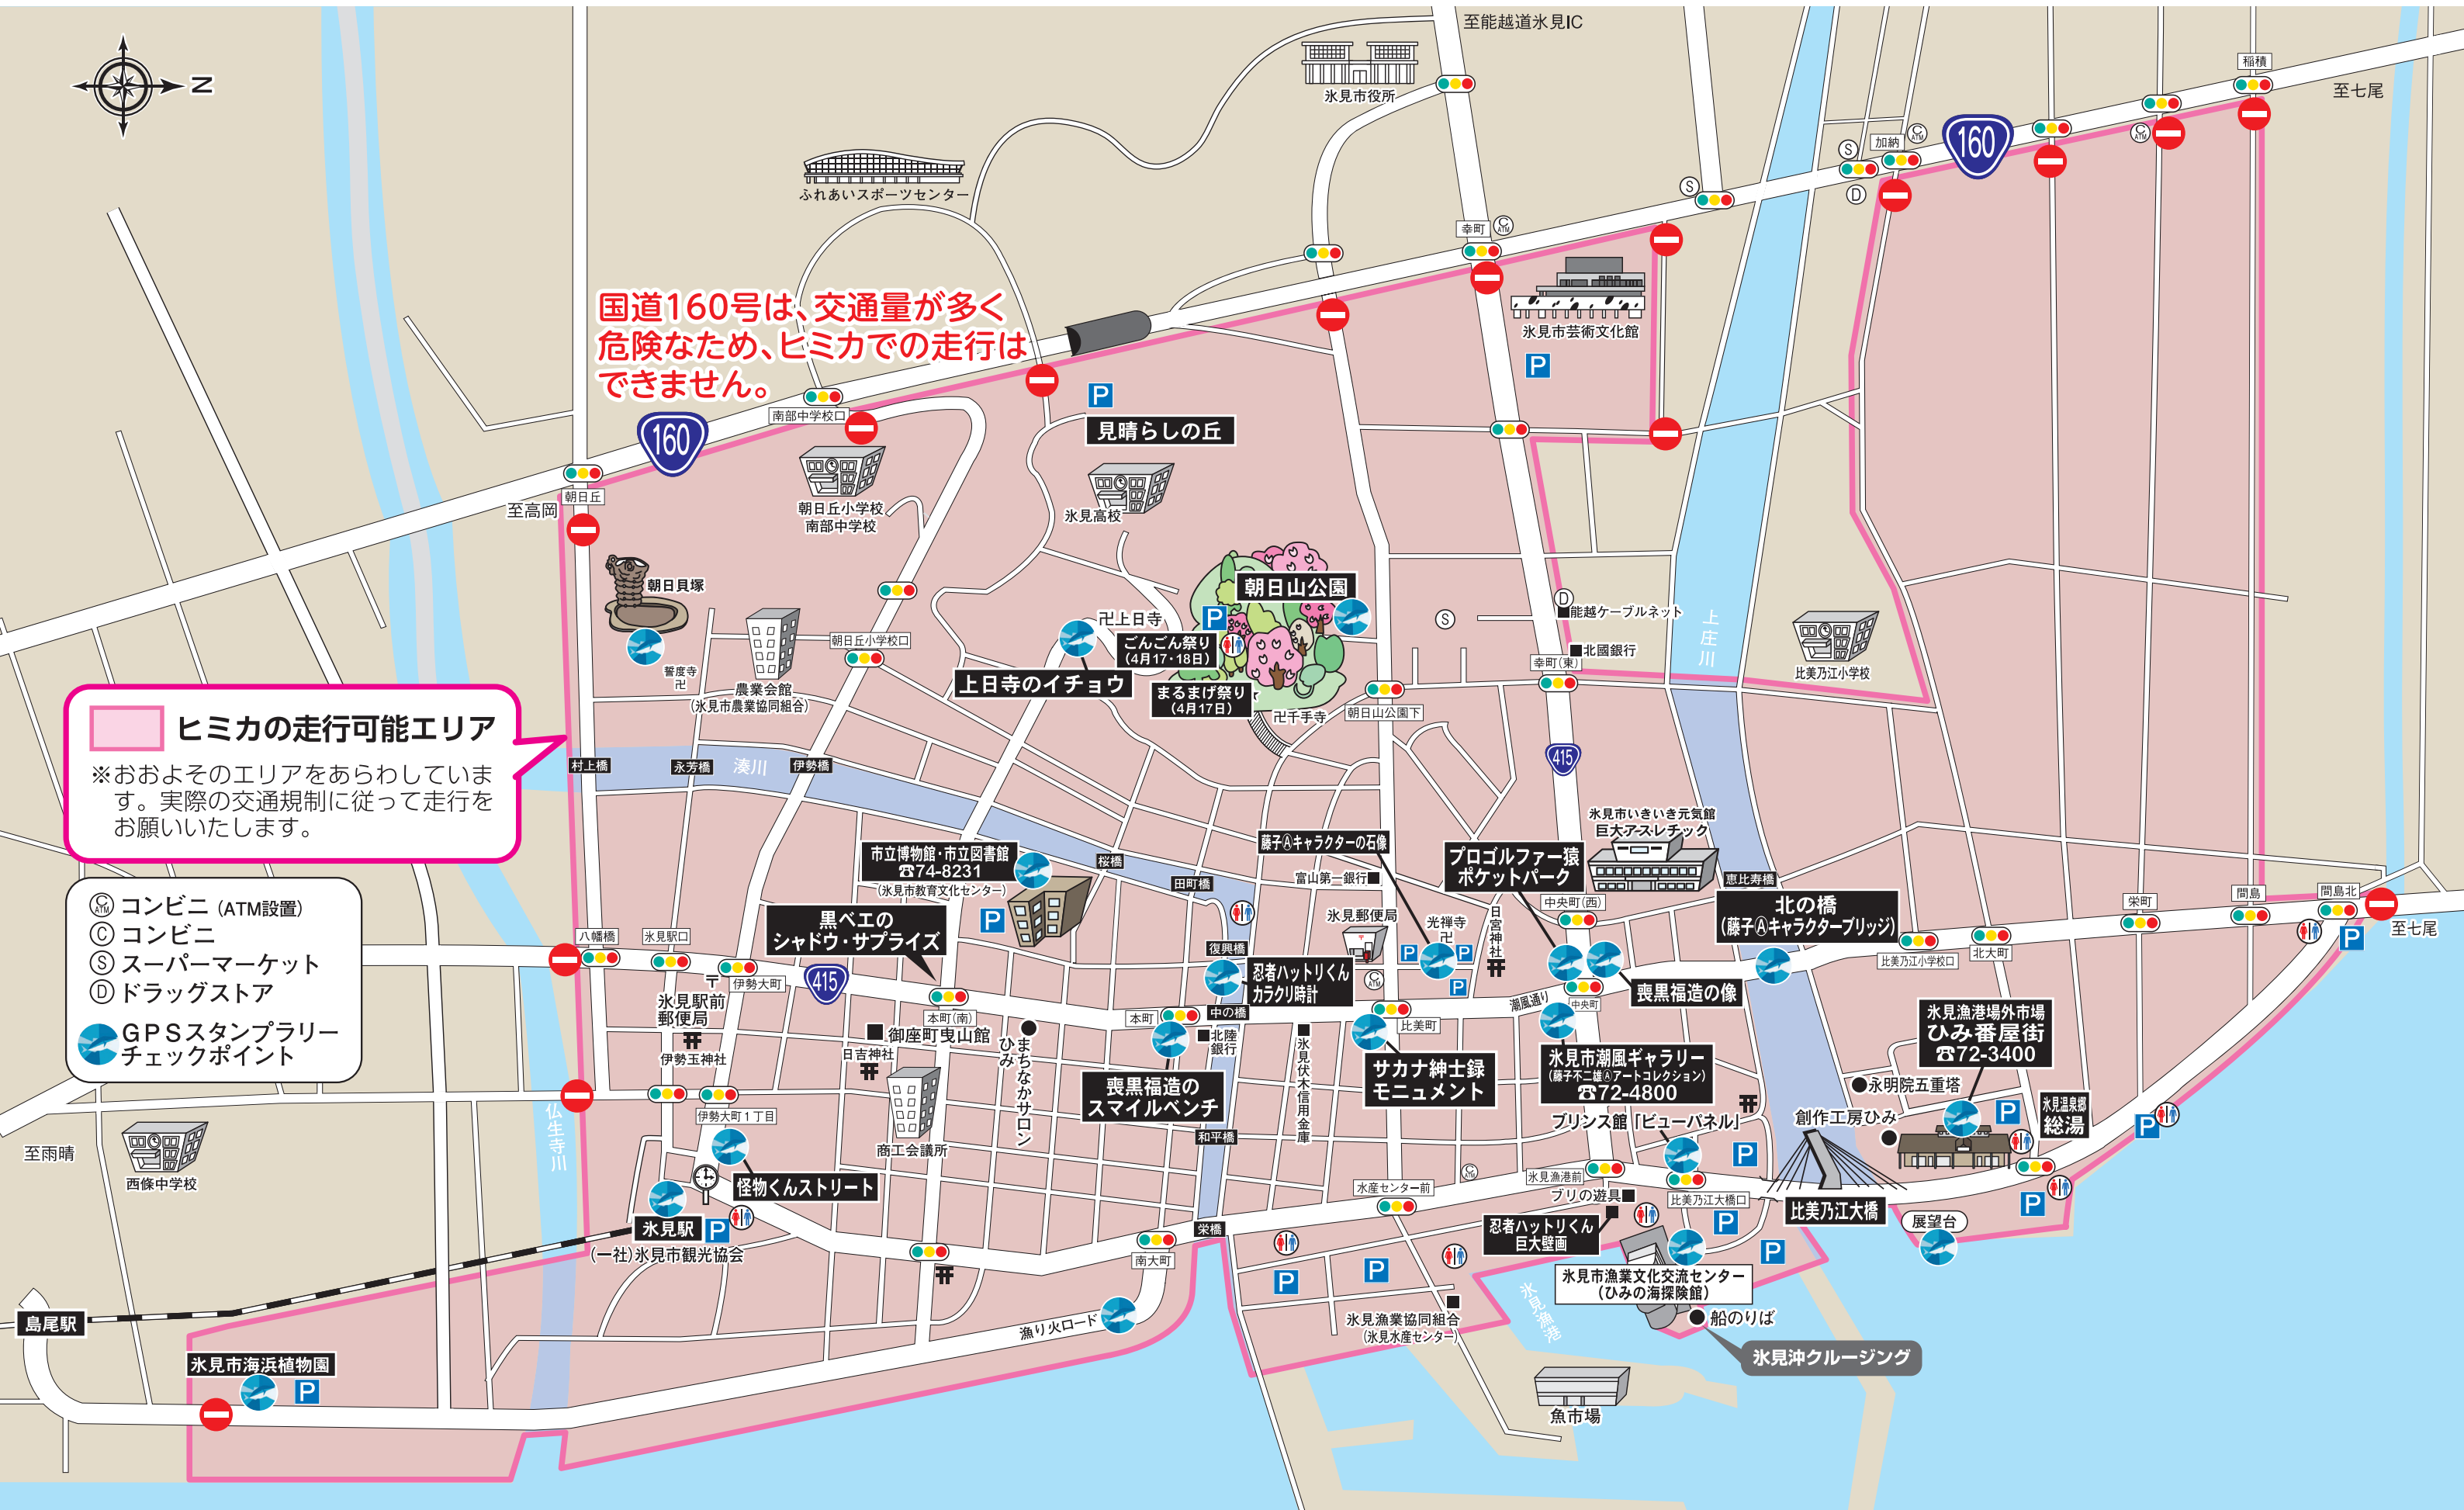 至能越道氷見IC
氷見市役所
稲積
至七尾
N
160
加納
C
ATM
S
D
ふれあいスポーツセンター
幸町
氷見市芸術文化館
P
国道160号は、交通量が多く
危険なため、ヒミカでの走行は
できません。
南部中学校口
160
見晴らしの丘
朝日丘
至高岡
朝日丘小学校
南部中学校
氷見高校
朝日貝塚
誓度寺
卍
農業会館
(氷見市農業協同組合)
朝日丘小学校口
卍上日寺
朝日山公園
ごんごん祭り
(4月17・18日)
上日寺のイチョウ
まるまげ祭り
(4月17日)
卍千手寺
朝日山公園下
S
D
能越ケーブルネット
北國銀行
幸町(東)
上庄川
比美乃江小学校
ヒミカの走行可能エリア
※おおよそのエリアをあらわしていま
す。実際の交通規制に従って走行を
お願いいたします。
村上橋
永芳橋
湊川
伊勢橋
415
コンビニ (ATM設置)
コンビニ
スーパーマーケット
ドラッグストア
GPSスタンプラリー
チェックポイント
市立博物館・市立図書館
☎74-8231
(氷見市教育文化センター)
桜橋
田町橋
藤子Ⓐキャラクターの石像
富山第一銀行
氷見郵便局
光禅寺
卍
日宮神社
プロゴルファー猿
ポケットパーク
氷見市いきいき元気館
巨大アスレチック
恵比寿橋
中央町(西)
北の橋
(藤子Ⓐキャラクターブリッジ)
栄町
間島
間島北
至七尾
黒ベエの
シャドウ・サプライズ
八幡橋
氷見駅口
〒
伊勢大町
415
氷見駅前
郵便局
伊勢玉神社
本町(南)
御座町曳山館
日吉神社
ひみ
まちなかサロン
復興橋
忍者ハットリくん
カラクリ時計
中の橋
本町
北陸
銀行
喪黒福造の
スマイルベンチ
氷見伏木信用金庫
比美町
サカナ紳士録
モニュメント
潮風通り
中央町
喪黒福造の像
氷見市潮風ギャラリー
(藤子不二雄Ⓐアートコレクション)
☎72-4800
比美乃江小学校口
北大町
氷見漁港場外市場
ひみ番屋街
☎72-3400
永明院五重塔
創作工房ひみ
氷見温泉郷
総湯
プリンス館「ビューパネル」
仏生寺川
至雨晴
西條中学校
伊勢大町1丁目
商工会議所
怪物くんストリート
氷見駅
(一社)氷見市観光協会
和平橋
栄橋
南大町
水産センター前
氷見漁港前
ブリの遊具
忍者ハットリくん
巨大壁画
比美乃江大橋口
比美乃江大橋
展望台
氷見市漁業文化交流センター
(ひみの海探険館)
船のりば
氷見沖クルージング
氷見漁港
氷見漁業協同組合
(氷見水産センター)
魚市場
漁り火ロード
島尾駅
氷見市海浜植物園
P